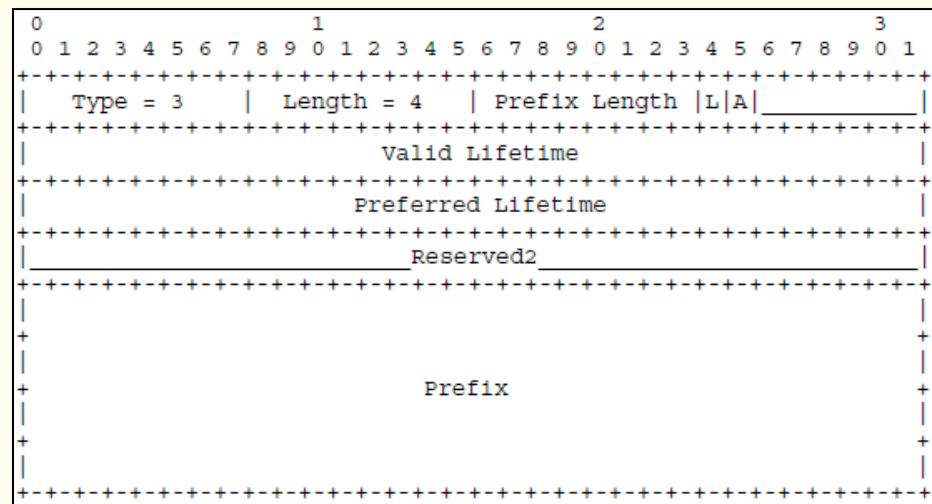 0                   1                   2                   3
 0 1 2 3 4 5 6 7 8 9 0 1 2 3 4 5 6 7 8 9 0 1 2 3 4 5 6 7 8 9 0 1
+-+-+-+-+-+-+-+-+-+-+-+-+-+-+-+-+-+-+-+-+-+-+-+-+-+-+-+-+-+-+-+-+
|   Type = 3    |  Length = 4   | Prefix Length |L|A|___________|
+-+-+-+-+-+-+-+-+-+-+-+-+-+-+-+-+-+-+-+-+-+-+-+-+-+-+-+-+-+-+-+-+
|                         Valid Lifetime                        |
+-+-+-+-+-+-+-+-+-+-+-+-+-+-+-+-+-+-+-+-+-+-+-+-+-+-+-+-+-+-+-+-+
|                       Preferred Lifetime                      |
+-+-+-+-+-+-+-+-+-+-+-+-+-+-+-+-+-+-+-+-+-+-+-+-+-+-+-+-+-+-+-+-+
|___________________________Reserved2___________________________|
+-+-+-+-+-+-+-+-+-+-+-+-+-+-+-+-+-+-+-+-+-+-+-+-+-+-+-+-+-+-+-+-+
|                                                               |
+                                                               +
|                                                               |
+                            Prefix                             +
|                                                               |
+                                                               +
|                                                               |
+-+-+-+-+-+-+-+-+-+-+-+-+-+-+-+-+-+-+-+-+-+-+-+-+-+-+-+-+-+-+-+-+